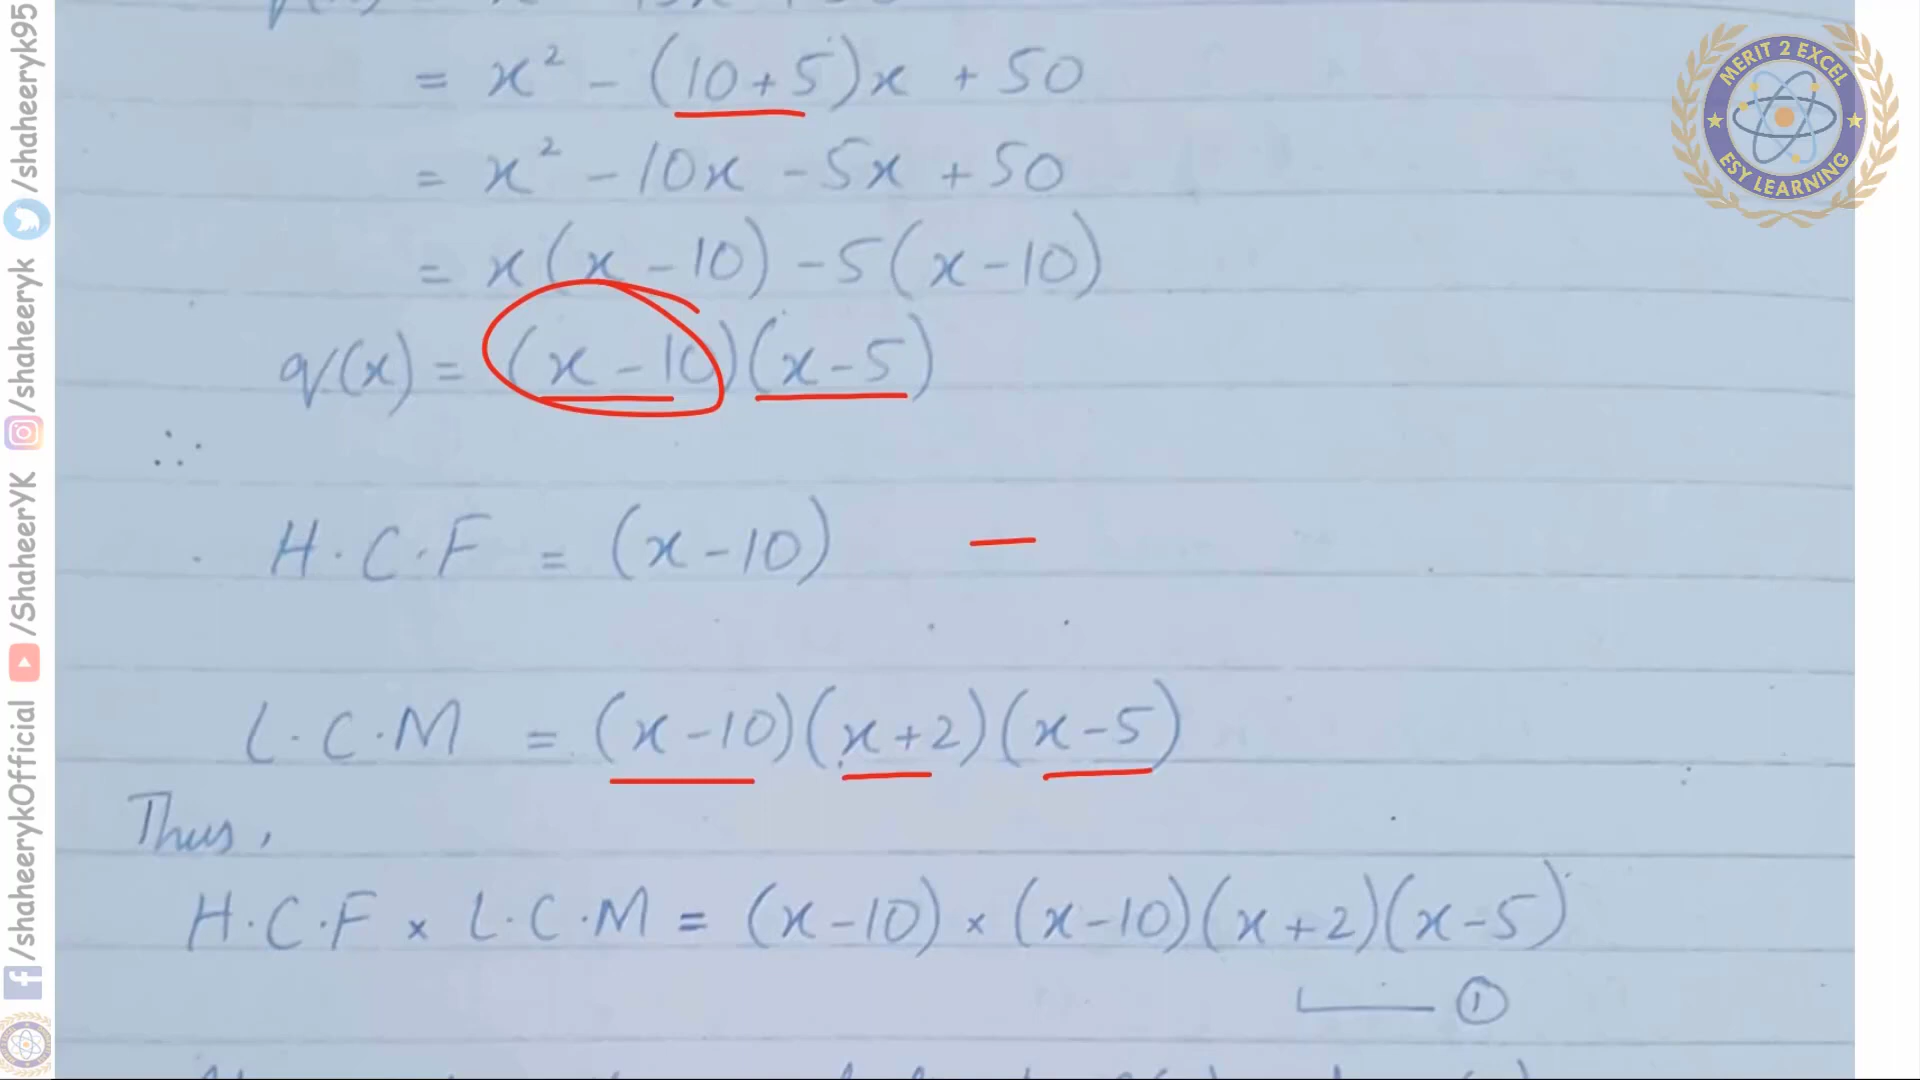 = x² - (10+5)x + 50
= x² - 10x - 5x + 50
= x(x-10) - 5(x-10)
q(x) = (x-10)(x-5)
∴
H.C.F = (x-10)
L.C.M = (x-10)(x+2)(x-5)
Thus,
H.C.F × L.C.M = (x-10) × (x-10)(x+2)(x-5)
①
MERIT 2 EXCEL
ESY LEARNING
/shaheerykOfficial
/ShaheerYK
/shaheeryk
/shaheeryk95